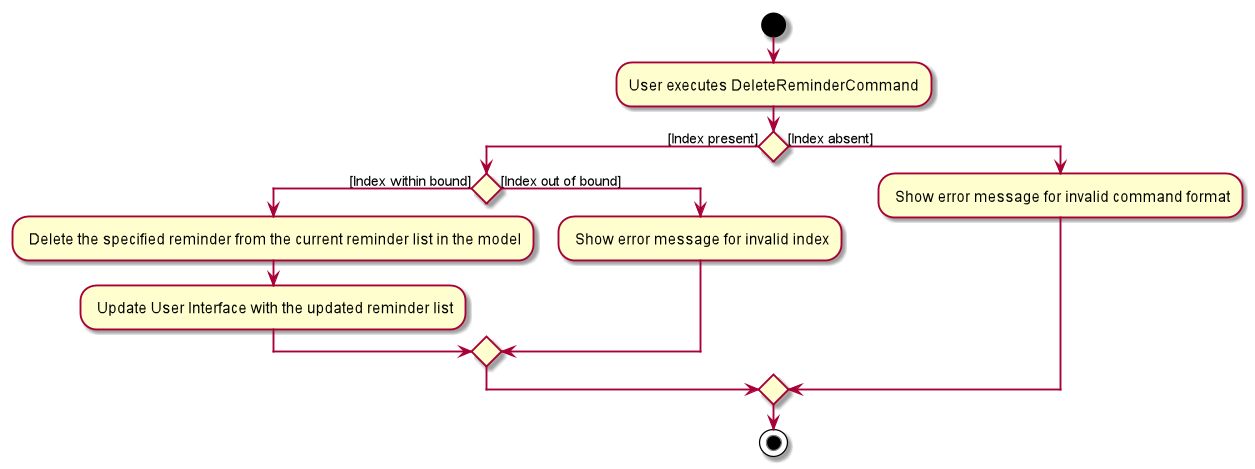 User executes DeleteReminderCommand
[Index present]
[Index absent]
[Index within bound]
[Index out of bound]
Show error message for invalid command format
Delete the specified reminder from the current reminder list in the model
Show error message for invalid index
Update User Interface with the updated reminder list